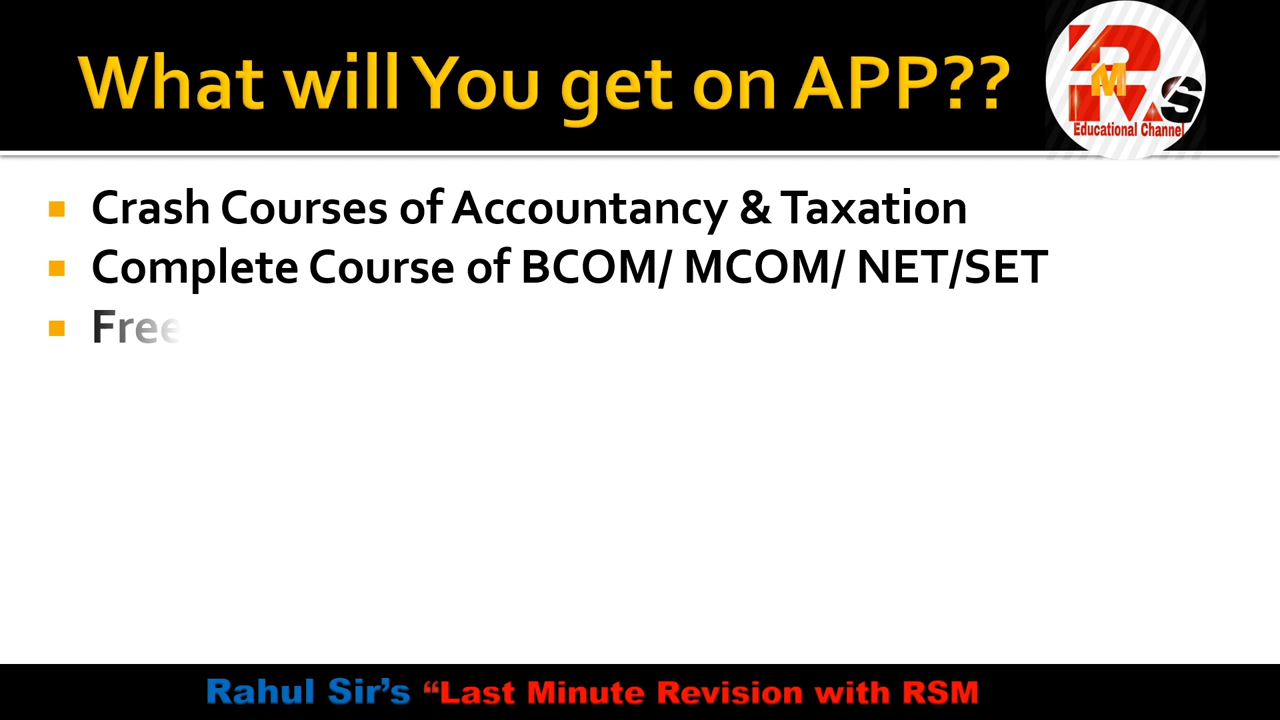 What will You get on APP??
RMS
Educational Channel
Crash Courses of Accountancy & Taxation
Complete Course of BCOM/ MCOM/ NET/SET
Free
Rahul Sir's “Last Minute Revision with RSM